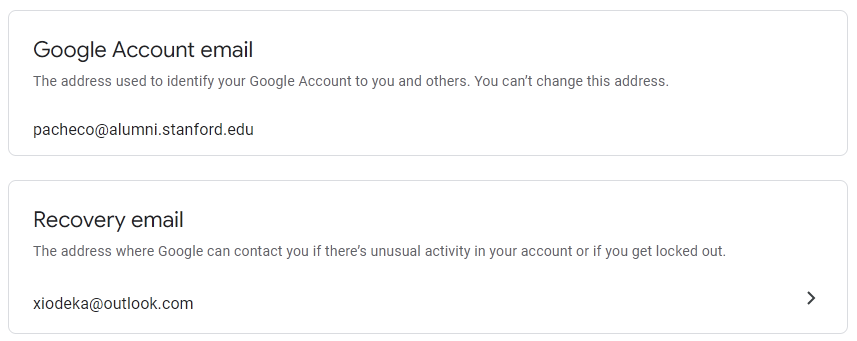 Google Account email
The address used to identify your Google Account to you and others. You can’t change this address.
pacheco@alumni.stanford.edu
Recovery email
The address where Google can contact you if there’s unusual activity in your account or if you get locked out.
xiodeka@outlook.com